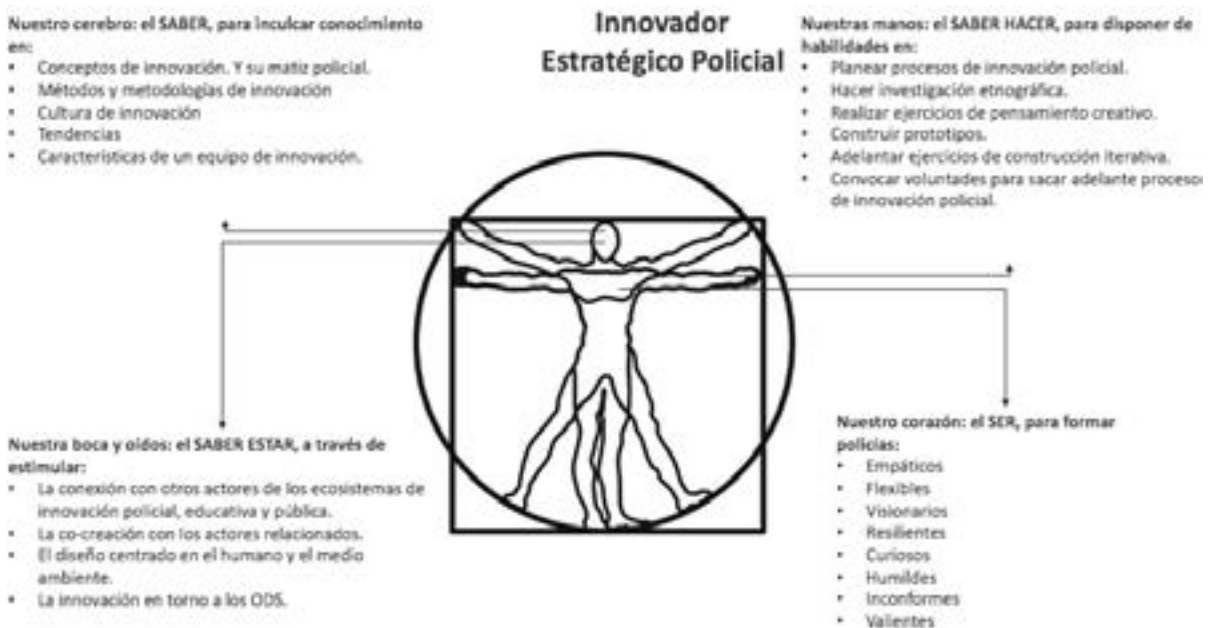 Nuestro cerebro: el SABER, para inculcar conocimiento
en:
• Conceptos de innovación. Y su matiz policial.
• Métodos y metodologías de innovación
• Cultura de innovación
• Tendencias
• Características de un equipo de innovación.
Innovador
Estratégico Policial
Nuestras manos: el SABER HACER, para disponer de
habilidades en:
• Planear procesos de innovación policial.
• Hacer investigación etnográfica.
• Realizar ejercicios de pensamiento creativo.
• Construir prototipos.
• Adelantar ejercicios de construcción iterativa.
• Convocar voluntades para sacar adelante proceso
de innovación policial.
Nuestra boca y oidos: el SABER ESTAR, a través de
estimular:
• La conexión con otros actores de los ecosistemas de
innovación policial, educativa y pública.
• La co-creación con los actores relacionados.
• El diseño centrado en el humano y el medio
ambiente.
• La innovación en torno a los ODS.
Nuestro corazón: el SER, para formar
policías:
• Empáticos
• Flexibles
• Visionarios
• Resilientes
• Curiosos
• Humildes
• Inconformes
• Valientes